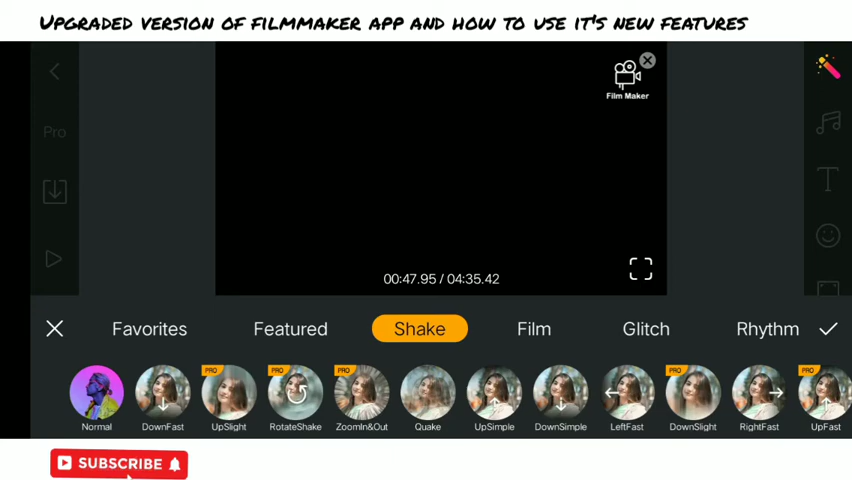 UPGRADED VERSION OF FILMMAKER APP AND HOW TO USE IT'S NEW FEATURES
Film Maker
Pro
00:47.95 / 04:35.42
T
Favorites Featured Shake Film Glitch Rhythm
PRO PRO PRO PRO PRO
Normal DownFast UpSlight RotateShake ZoomIn&Out Quake UpSimple DownSimple LeftFast DownSlight RightFast UpFast
SUBSCRIBE